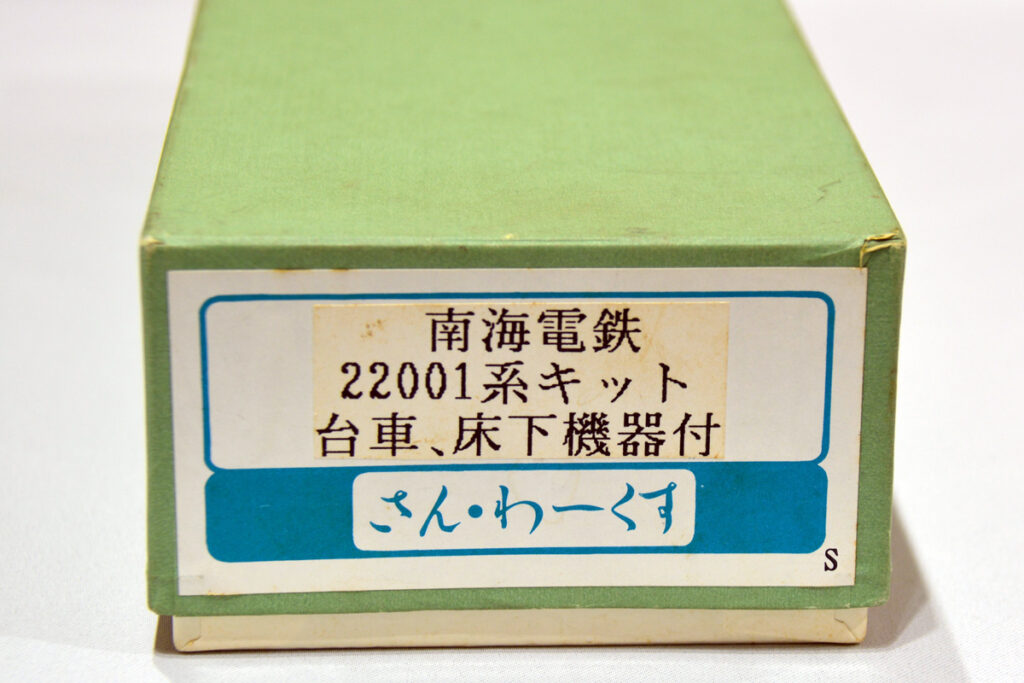 南海電鉄
22001系キット
台車、床下機器付
さん・わーくす
S